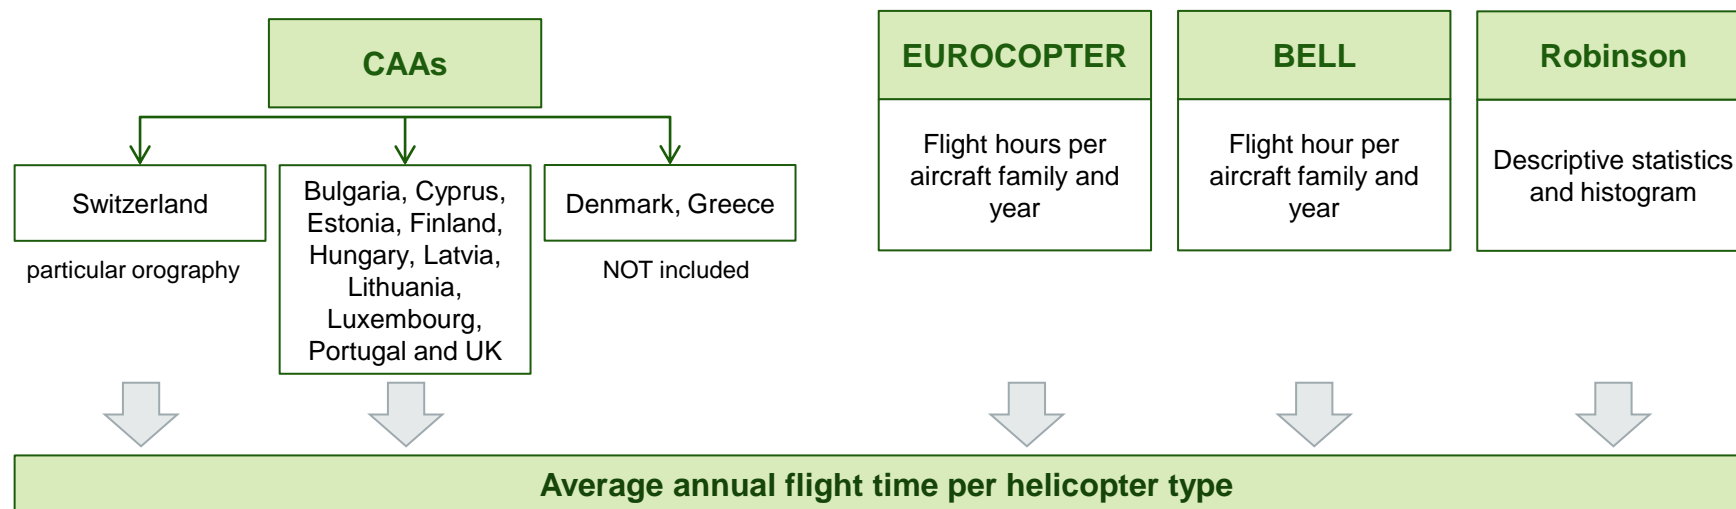 CAAs
Switzerland
particular orography
Bulgaria, Cyprus,
Estonia, Finland,
Hungary, Latvia,
Lithuania,
Luxembourg,
Portugal and UK
Denmark, Greece
NOT included
EUROCOPTER
Flight hours per
aircraft family and
year
BELL
Flight hour per
aircraft family and
year
Robinson
Descriptive statistics
and histogram
Average annual flight time per helicopter type